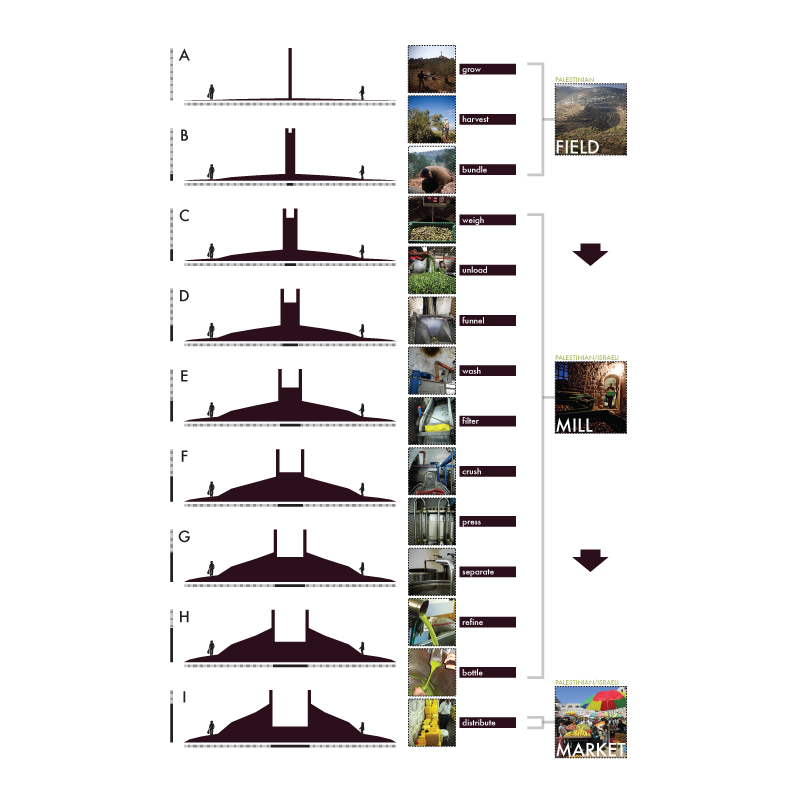 A
B
C
D
E
F
G
H
I
grow
harvest
bundle
weigh
unload
funnel
wash
filter
crush
press
separate
refine
bottle
distribute
PALESTINIAN
FIELD
PALESTINIAN/ISRAELI
MILL
PALESTINIAN/ISRAELI
MARKET